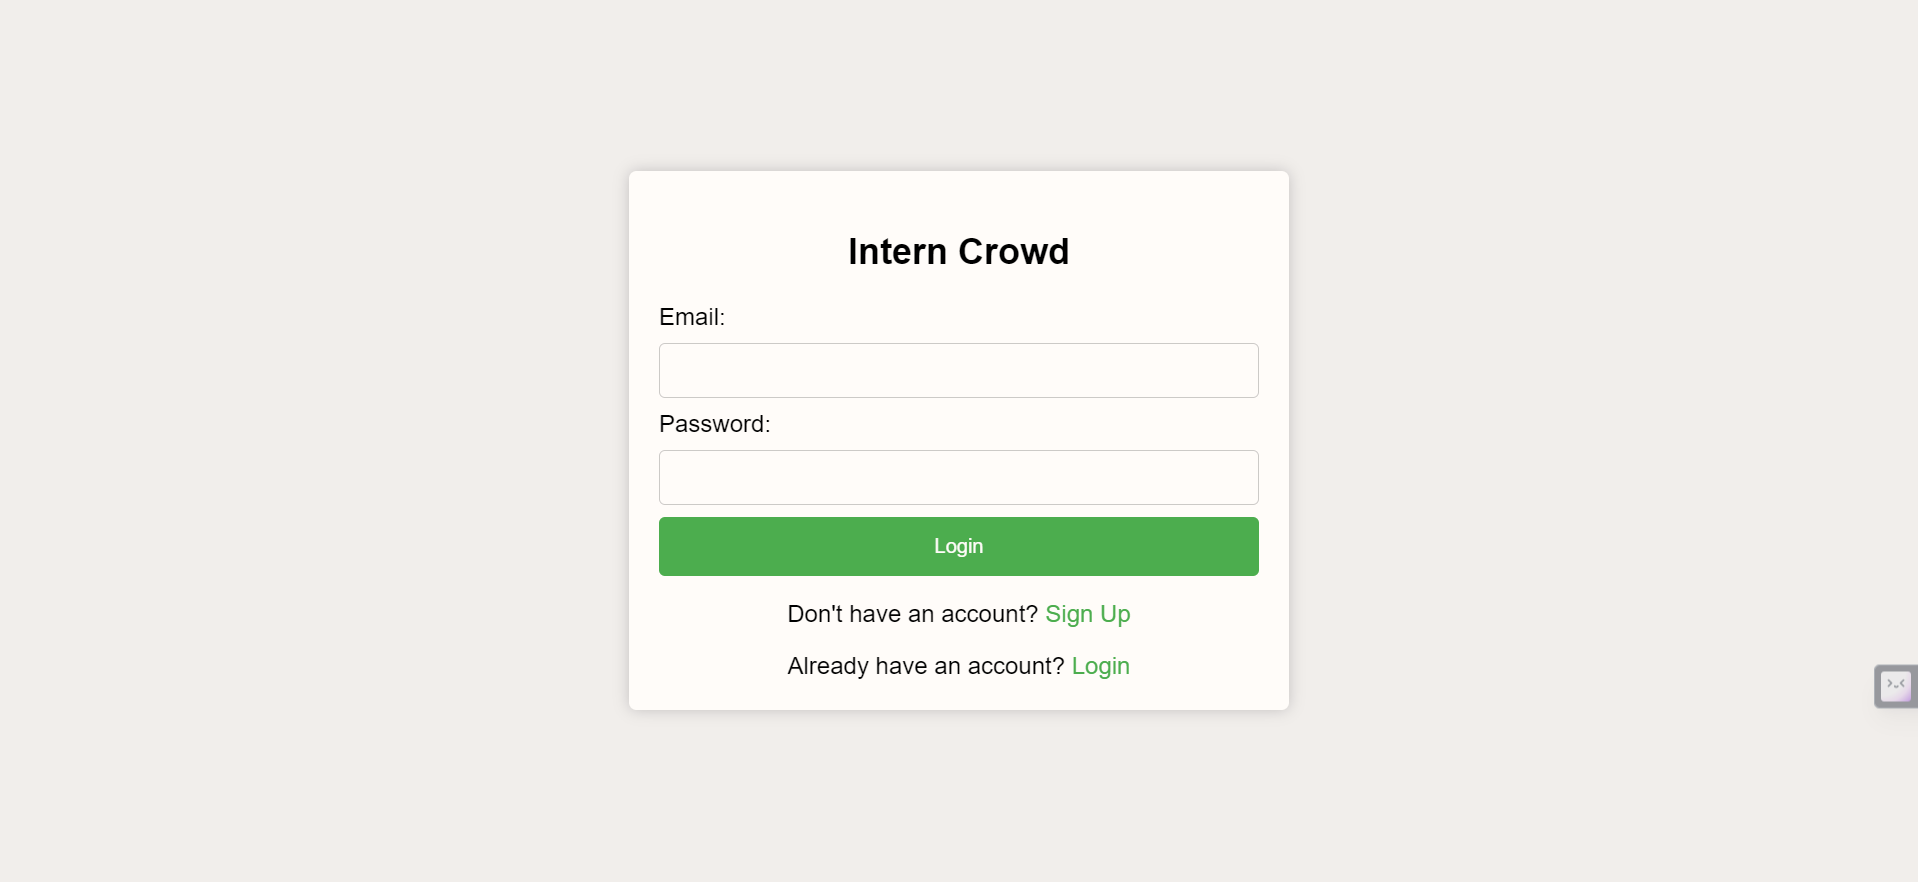 Intern Crowd
Email:
Password:
Login
Don't have an account? Sign Up
Already have an account? Login